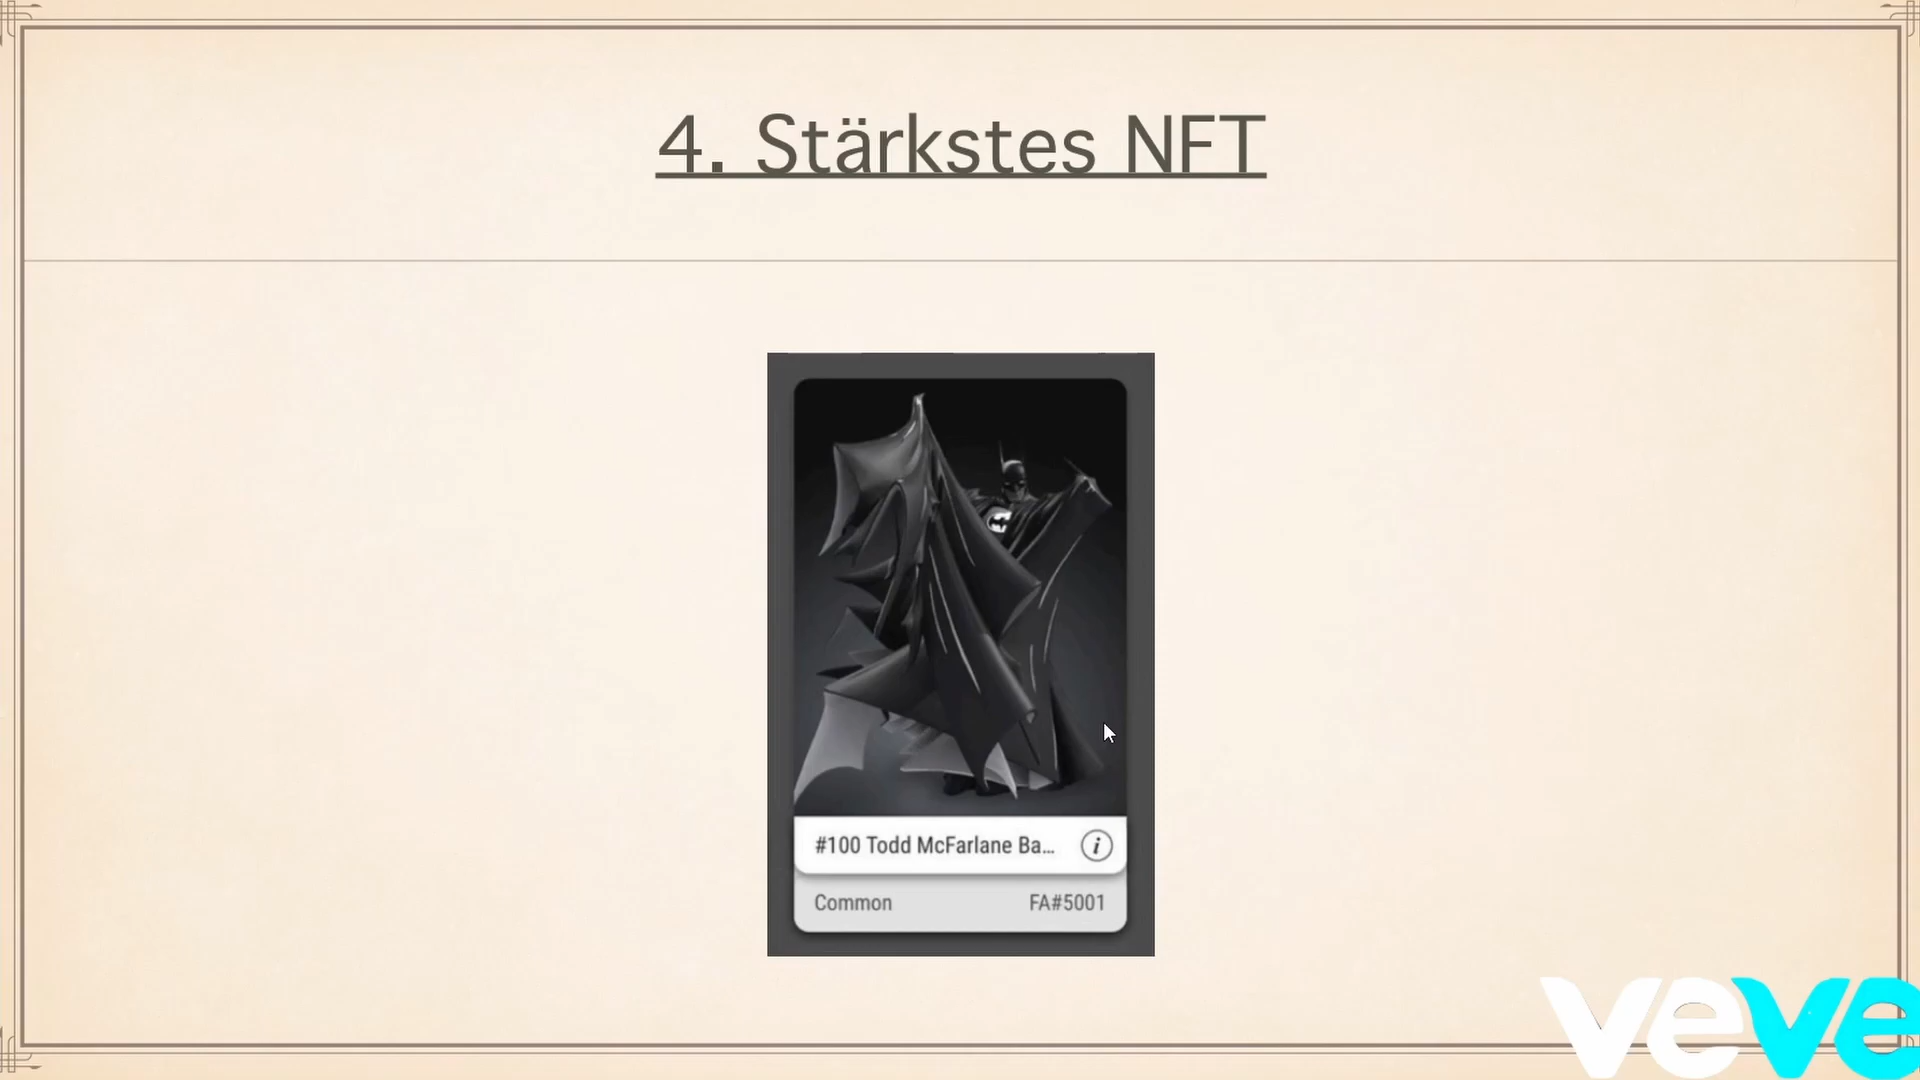 4. Stärkstes NFT
#100 Todd McFarlane Ba...
i
Common FA#5001
veve